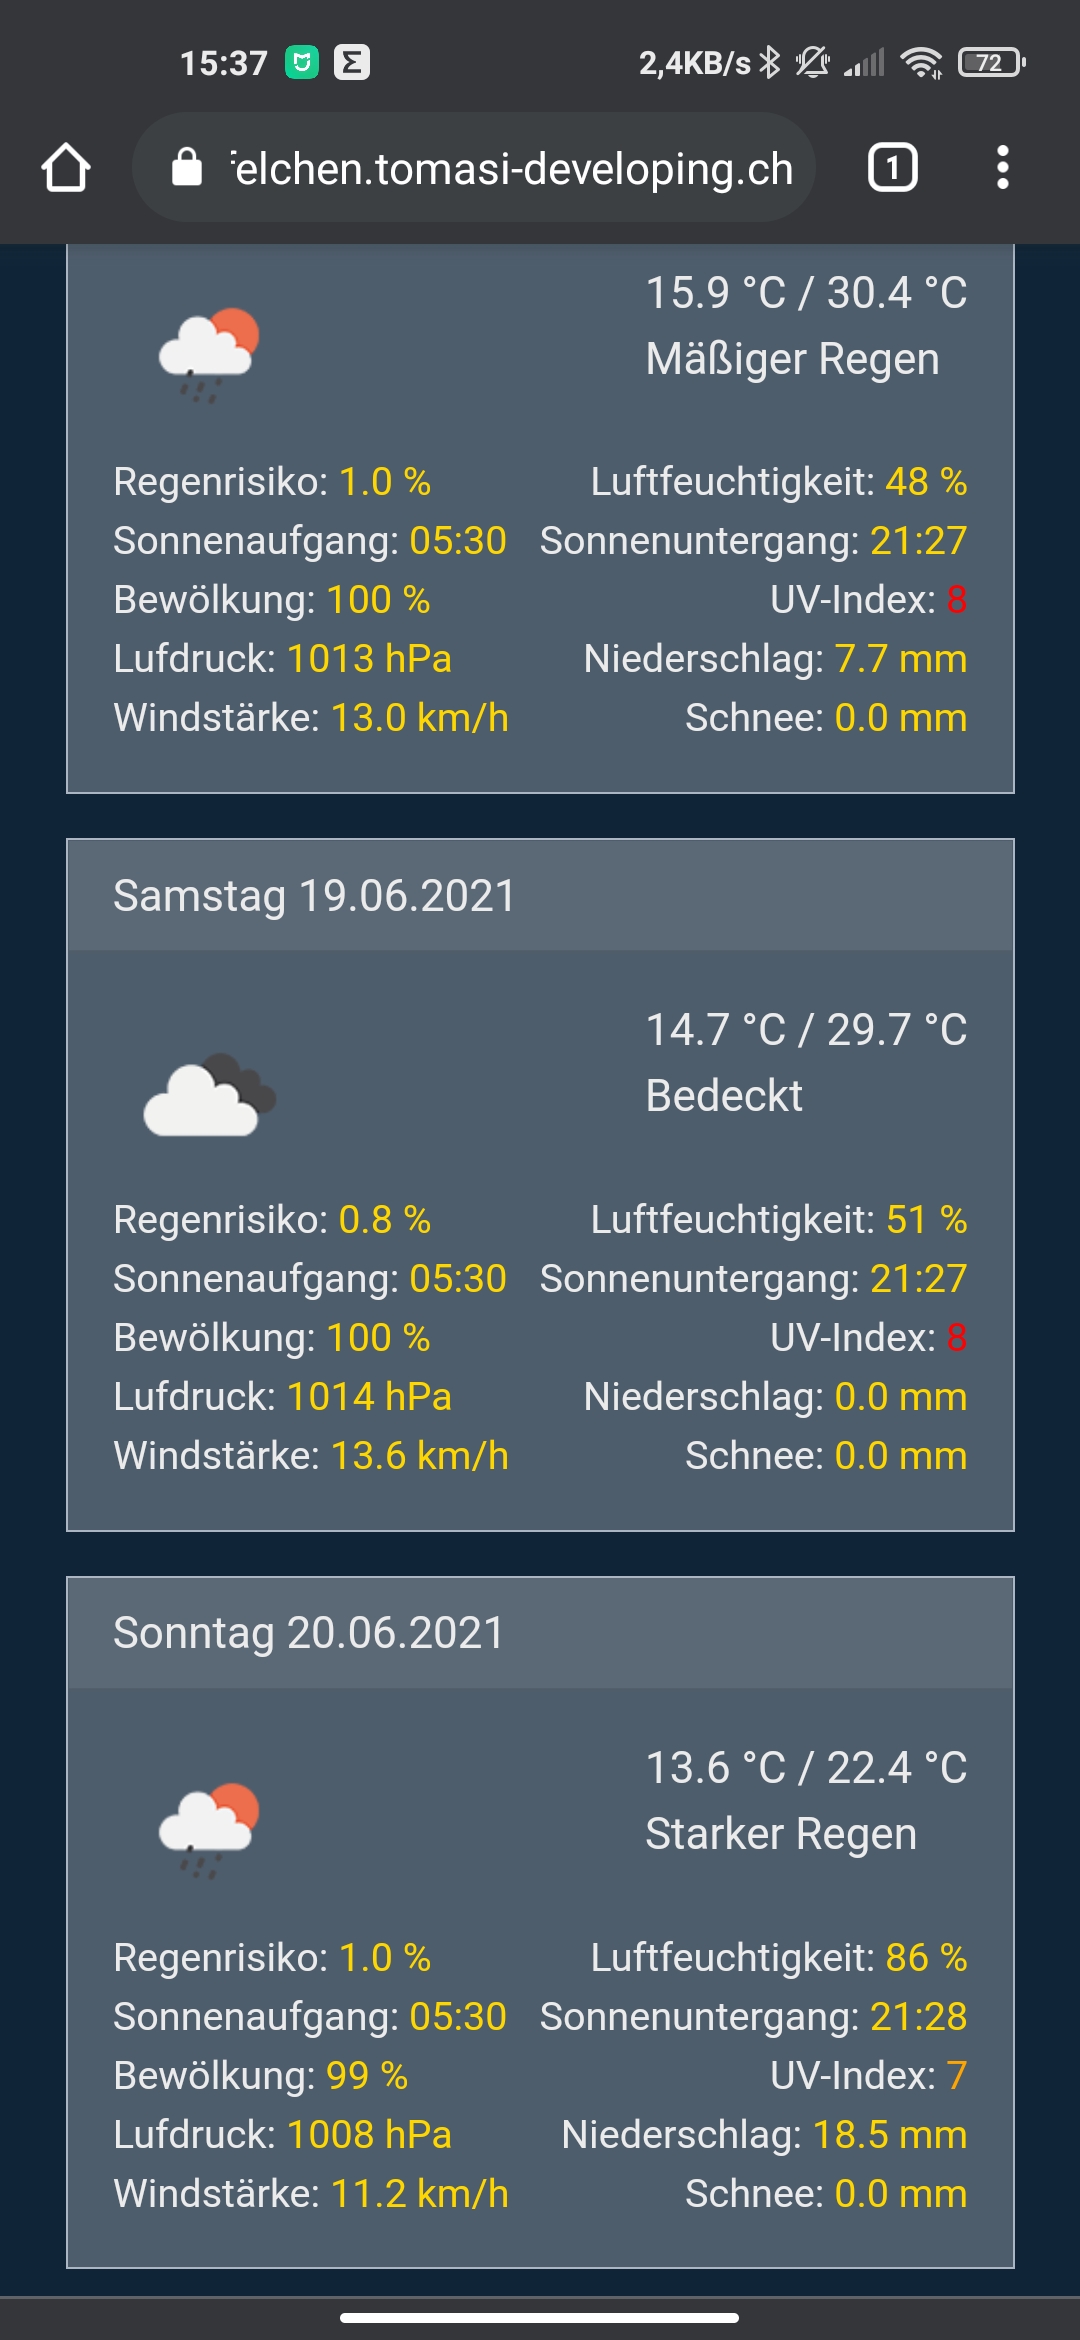 15:37 2,4KB/s 72
felchen.tomasi-developing.ch 1
15.9 °C / 30.4 °C
Mäßiger Regen
Regenrisiko: 1.0 % Luftfeuchtigkeit: 48 %
Sonnenaufgang: 05:30 Sonnenuntergang: 21:27
Bewölkung: 100 % UV-Index: 8
Lufdruck: 1013 hPa Niederschlag: 7.7 mm
Windstärke: 13.0 km/h Schnee: 0.0 mm
Samstag 19.06.2021
14.7 °C / 29.7 °C
Bedeckt
Regenrisiko: 0.8 % Luftfeuchtigkeit: 51 %
Sonnenaufgang: 05:30 Sonnenuntergang: 21:27
Bewölkung: 100 % UV-Index: 8
Lufdruck: 1014 hPa Niederschlag: 0.0 mm
Windstärke: 13.6 km/h Schnee: 0.0 mm
Sonntag 20.06.2021
13.6 °C / 22.4 °C
Starker Regen
Regenrisiko: 1.0 % Luftfeuchtigkeit: 86 %
Sonnenaufgang: 05:30 Sonnenuntergang: 21:28
Bewölkung: 99 % UV-Index: 7
Lufdruck: 1008 hPa Niederschlag: 18.5 mm
Windstärke: 11.2 km/h Schnee: 0.0 mm